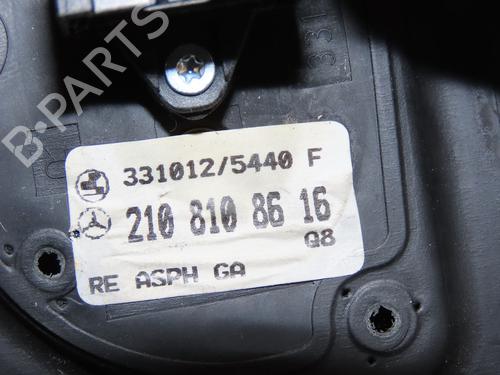 B-PARTS
331
331012/5440 F
210 810 86 16
Q8
RE ASPH GA